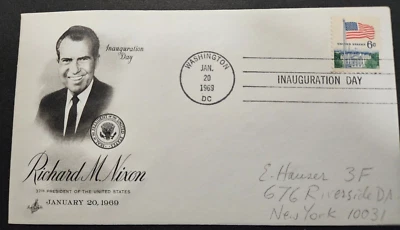 Inauguration
Day
WASHINGTON
JAN.
20
1969
DC
INAUGURATION DAY
UNITED STATES 6c
Richard M. Nixon
37TH PRESIDENT OF THE UNITED STATES
JANUARY 20, 1969
E. Hauser 3F
676 Riverside DR
New York 10031